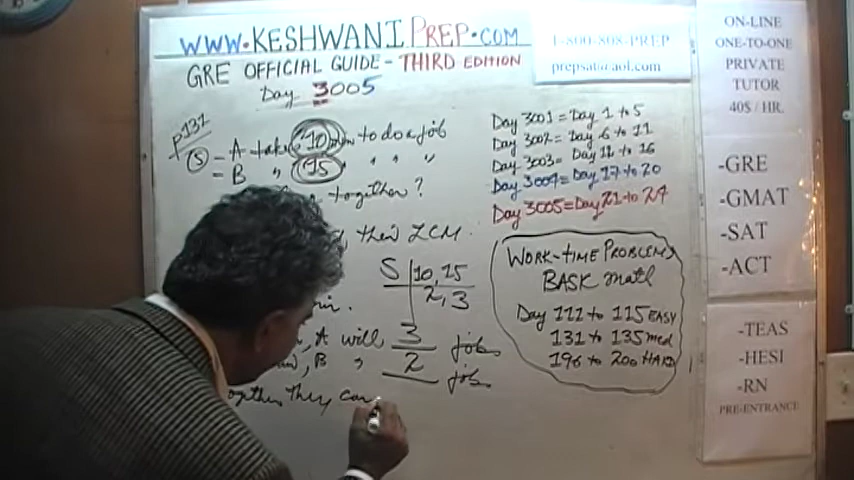 WWW.KESHWANIPREP.COM
GRE OFFICIAL GUIDE - THIRD EDITION
Day 3005
1-800-808-PREP
prepsat@aol.com
P131
(5) - A takes 10 min to do a job
- B " 15 " " " "
together?
their LCM.
5 10, 15
2, 3
min.
A will 3 job
B " 2 job
together they can
Day 3001 = Day 1 to 5
Day 3002 = Day 6 to 11
Day 3003 = Day 12 to 16
Day 3004 = Day 17 to 20
Day 3005 = Day 21 to 24
WORK-TIME PROBLEMS
BASK math
Day 112 to 115 EASY
131 to 135 med
196 to 200 HARD
ON-LINE
ONE-TO-ONE
PRIVATE
TUTOR
40$ / HR.
-GRE
-GMAT
-SAT
-ACT
-TEAS
-HESI
-RN
PRE-ENTRANCE